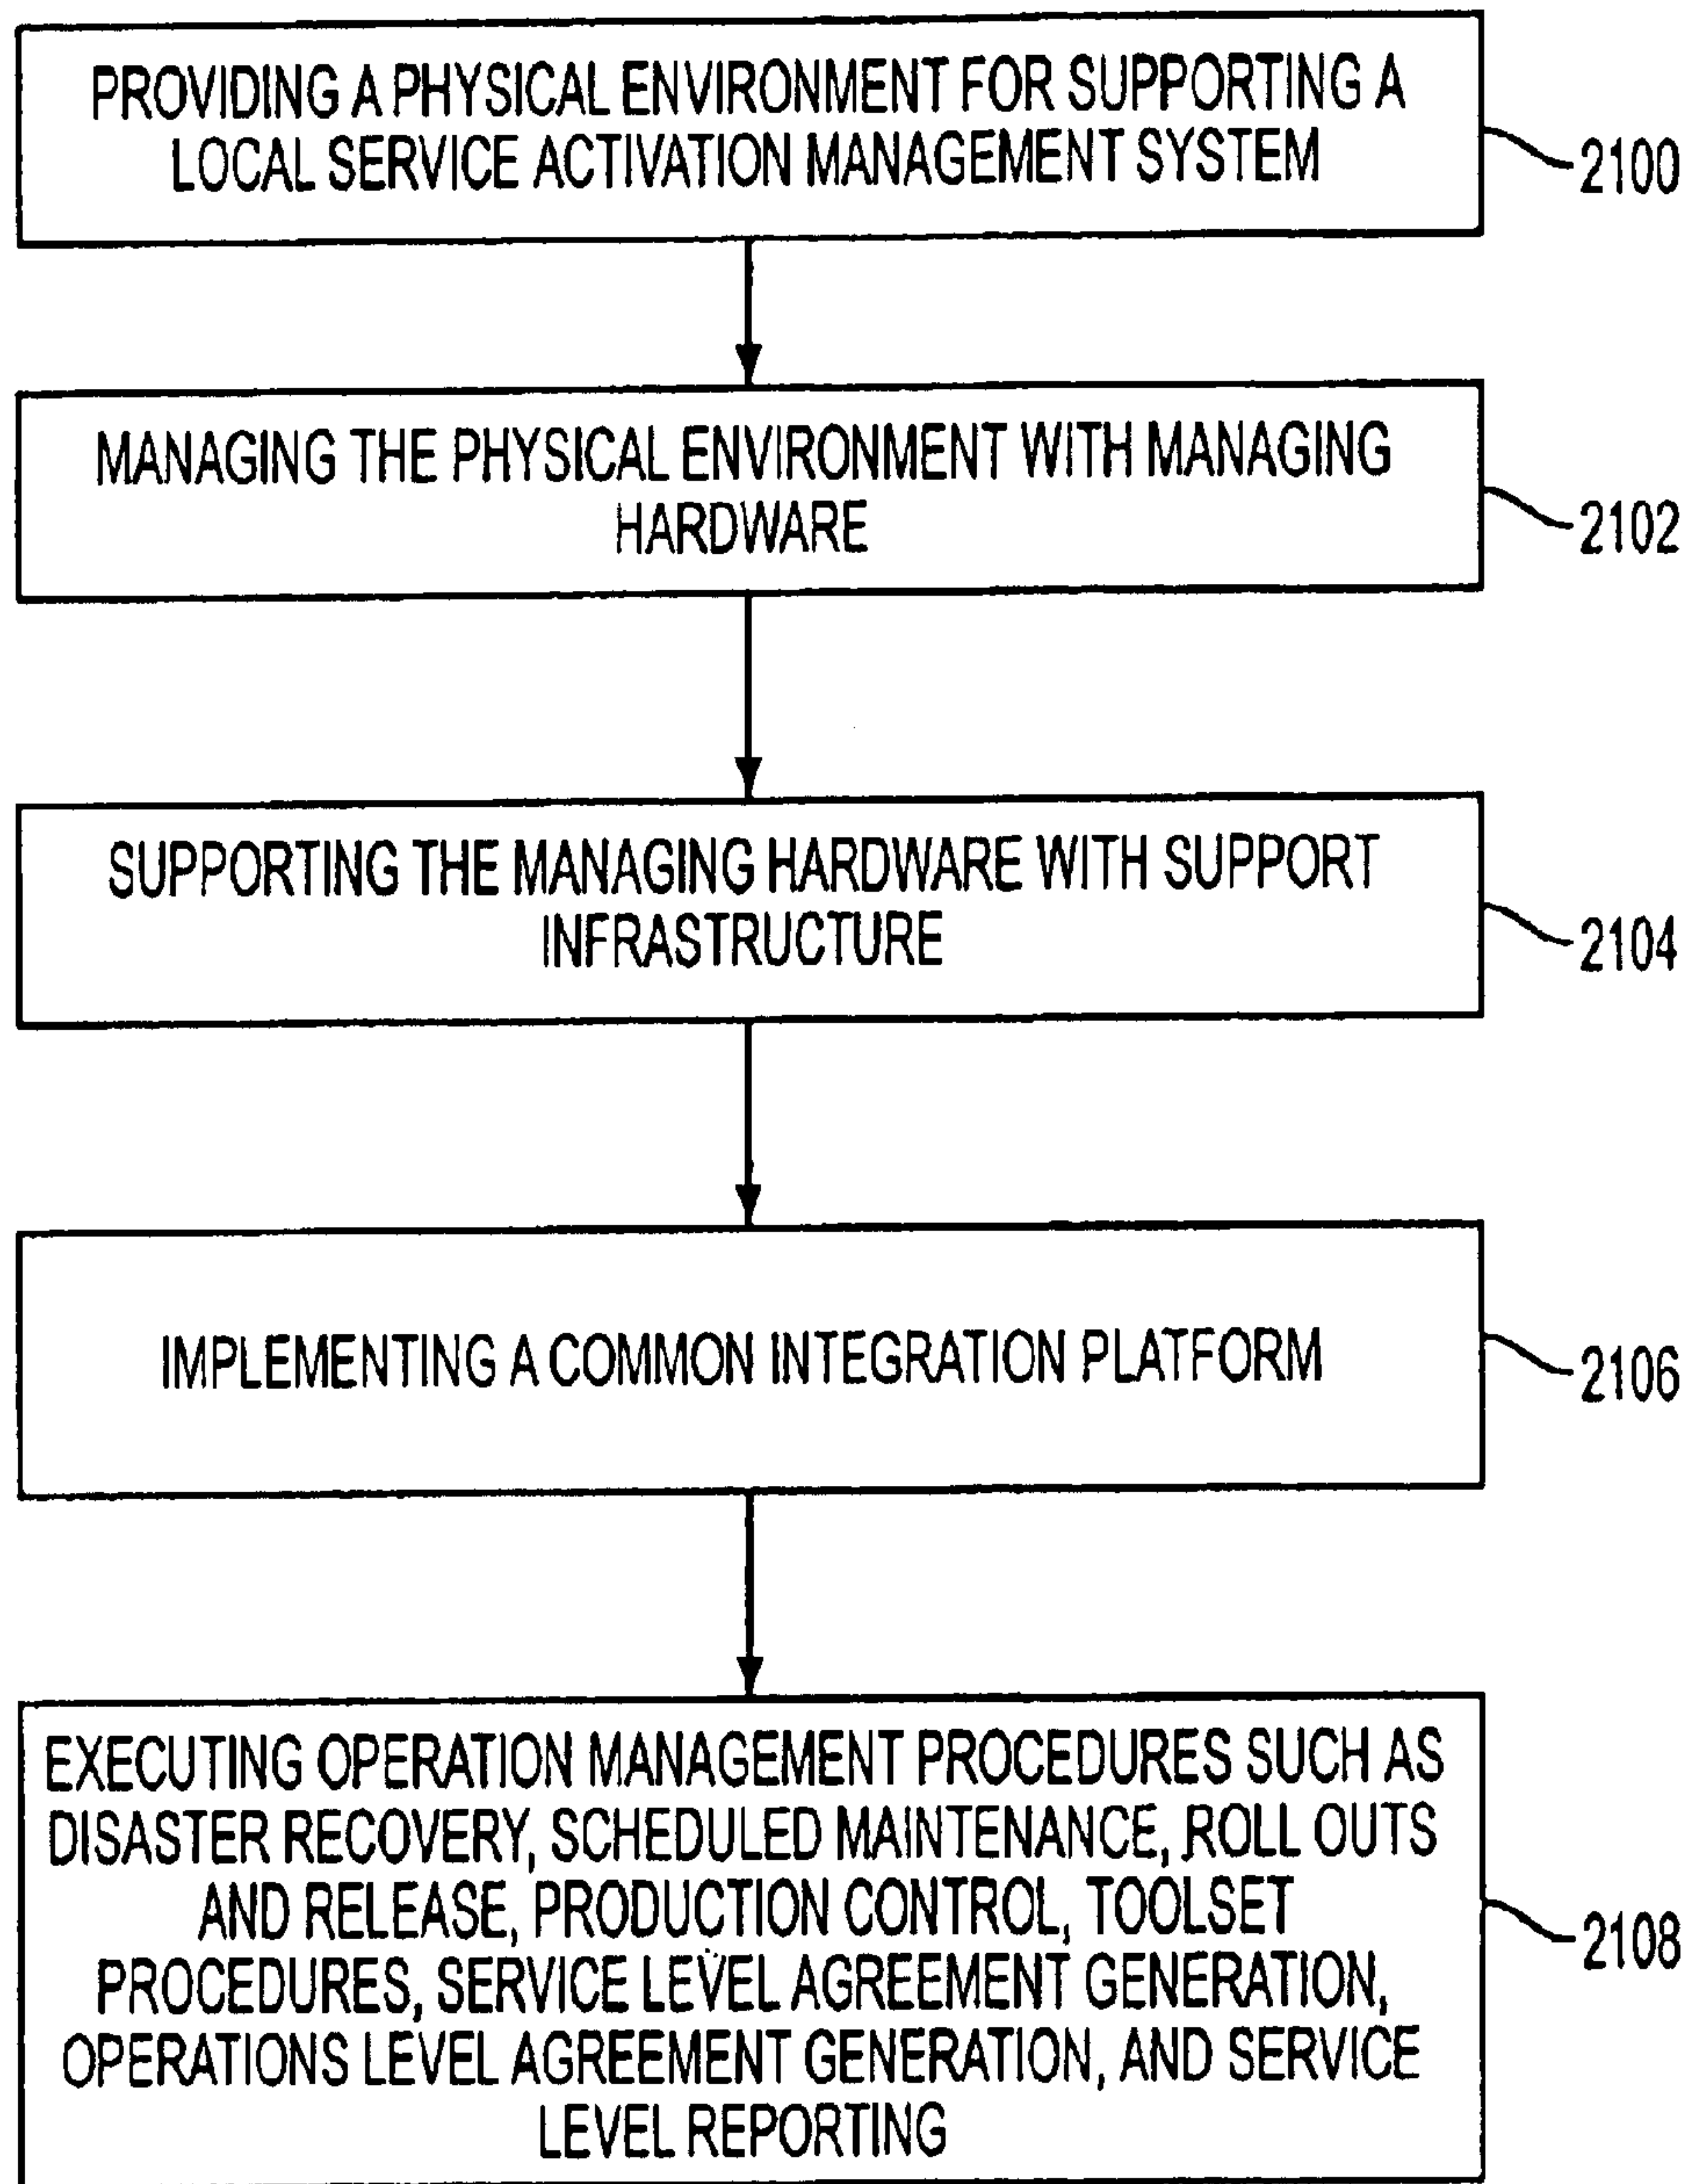 PROVIDING A PHYSICAL ENVIRONMENT FOR SUPPORTING A
LOCAL SERVICE ACTIVATION MANAGEMENT SYSTEM
2100
MANAGING THE PHYSICAL ENVIRONMENT WITH MANAGING
HARDWARE
2102
SUPPORTING THE MANAGING HARDWARE WITH SUPPORT
INFRASTRUCTURE
2104
IMPLEMENTING A COMMON INTEGRATION PLATFORM
2106
EXECUTING OPERATION MANAGEMENT PROCEDURES SUCH AS
DISASTER RECOVERY, SCHEDULED MAINTENANCE, ROLL OUTS
AND RELEASE, PRODUCTION CONTROL, TOOLSET
PROCEDURES, SERVICE LEVEL AGREEMENT GENERATION,
OPERATIONS LEVEL AGREEMENT GENERATION, AND SERVICE
LEVEL REPORTING
2108